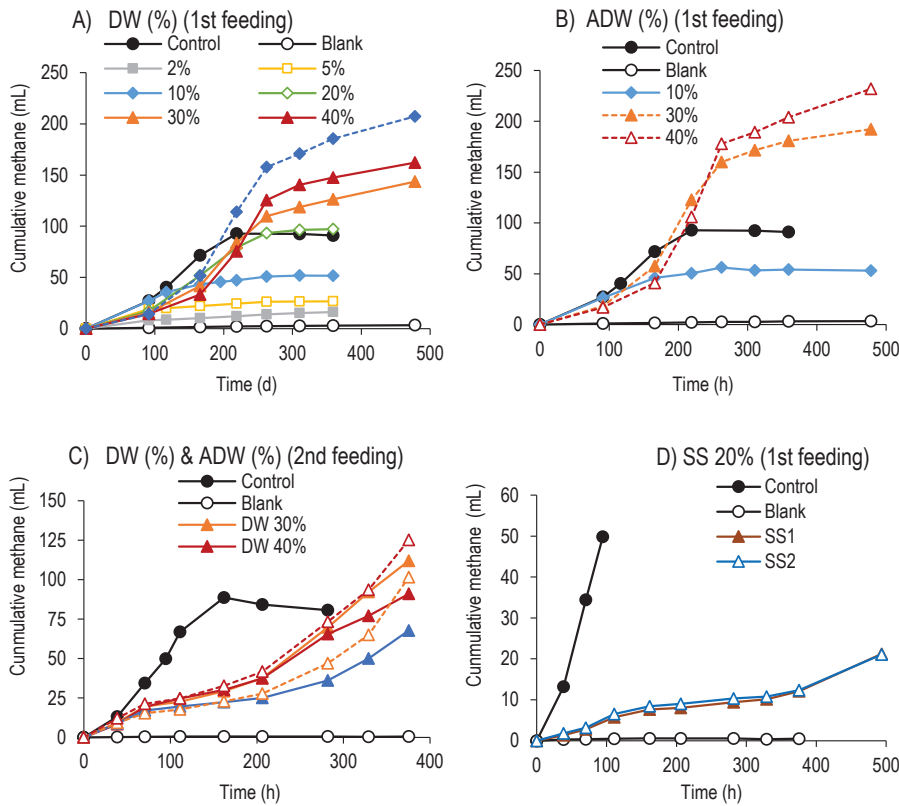 A) DW (%) (1st feeding)
Control
Blank
2%
5%
10%
20%
30%
40%
Cumulative methane (mL)
250
200
150
100
50
0
0 100 200 300 400 500
Time (d)
B) ADW (%) (1st feeding)
Control
Blank
10%
30%
40%
Cumulative metahne (mL)
250
200
150
100
50
0
0 100 200 300 400 500
Time (h)
C) DW (%) & ADW (%) (2nd feeding)
Control
Blank
DW 30%
DW 40%
Cunmulative methane (mL)
150
125
100
75
50
25
0
0 100 200 300 400
Time (h)
D) SS 20% (1st feeding)
Control
Blank
SS1
SS2
Cunmulative methane (mL)
60
50
40
30
20
10
0
0 100 200 300 400 500
Time (h)